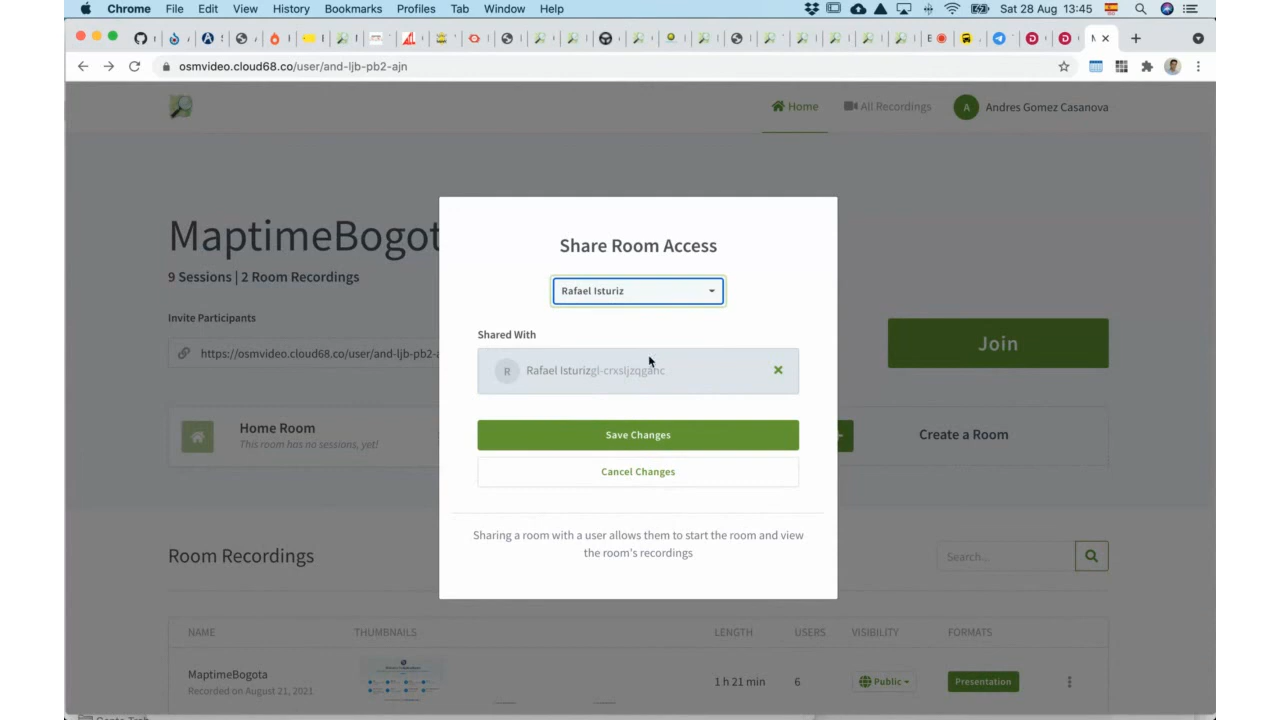 Chrome File Edit View History Bookmarks Profiles Tab Window Help Sat 28 Aug 13:45
osmvideo.cloud68.co/user/and-ljb-pb2-ajn
Home All Recordings A Andres Gomez Casanova
MaptimeBogot
9 Sessions | 2 Room Recordings
Invite Participants
https://osmvideo.cloud68.co/user/and-ljb-pb2-a
Join
Home Room
This room has no sessions, yet!
Create a Room
Share Room Access
Rafael Isturiz
Shared With
R Rafael Isturizgl-crxsljzqganc
Save Changes
Cancel Changes
Sharing a room with a user allows them to start the room and view
the room's recordings
Room Recordings
Search...
NAME THUMBNAILS LENGTH USERS VISIBILITY FORMATS
MaptimeBogota 1 h 21 min 6 Public Presentation
Recorded on August 21, 2021